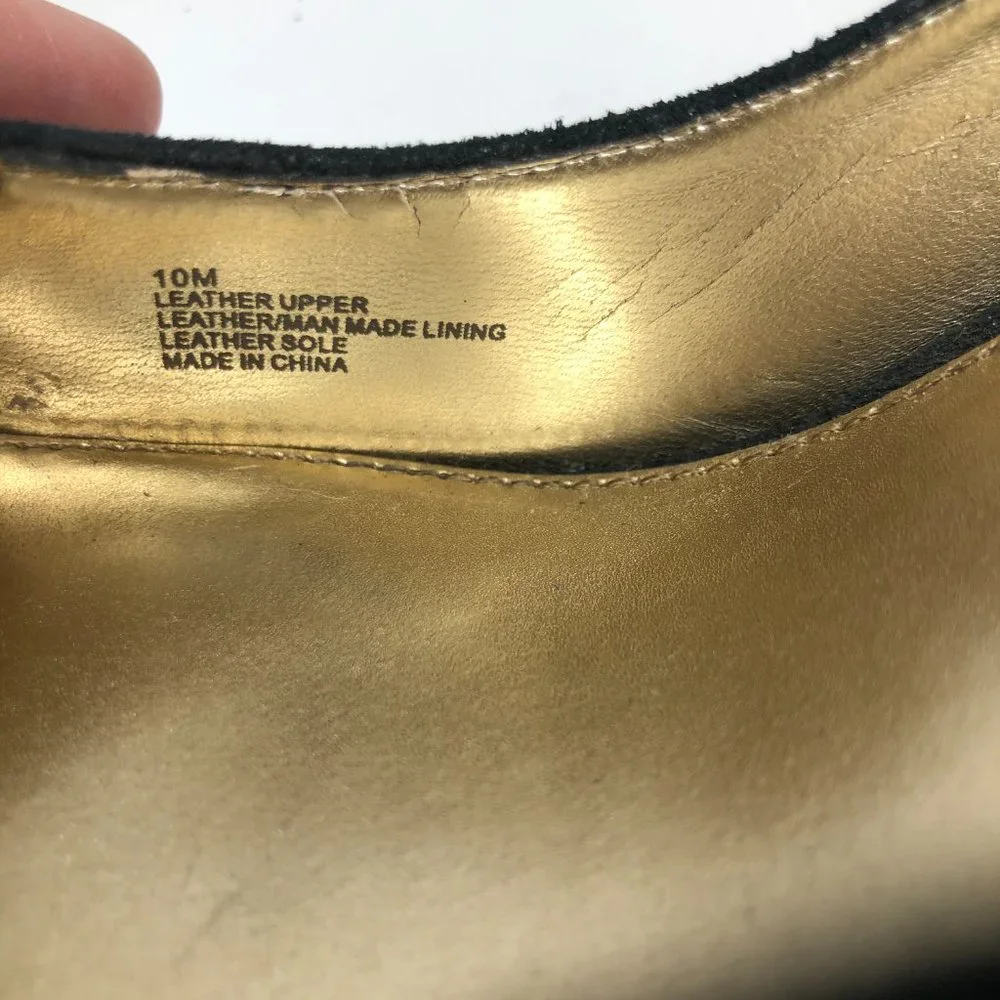 10M
LEATHER UPPER
LEATHER/MAN MADE LINING
LEATHER SOLE
MADE IN CHINA